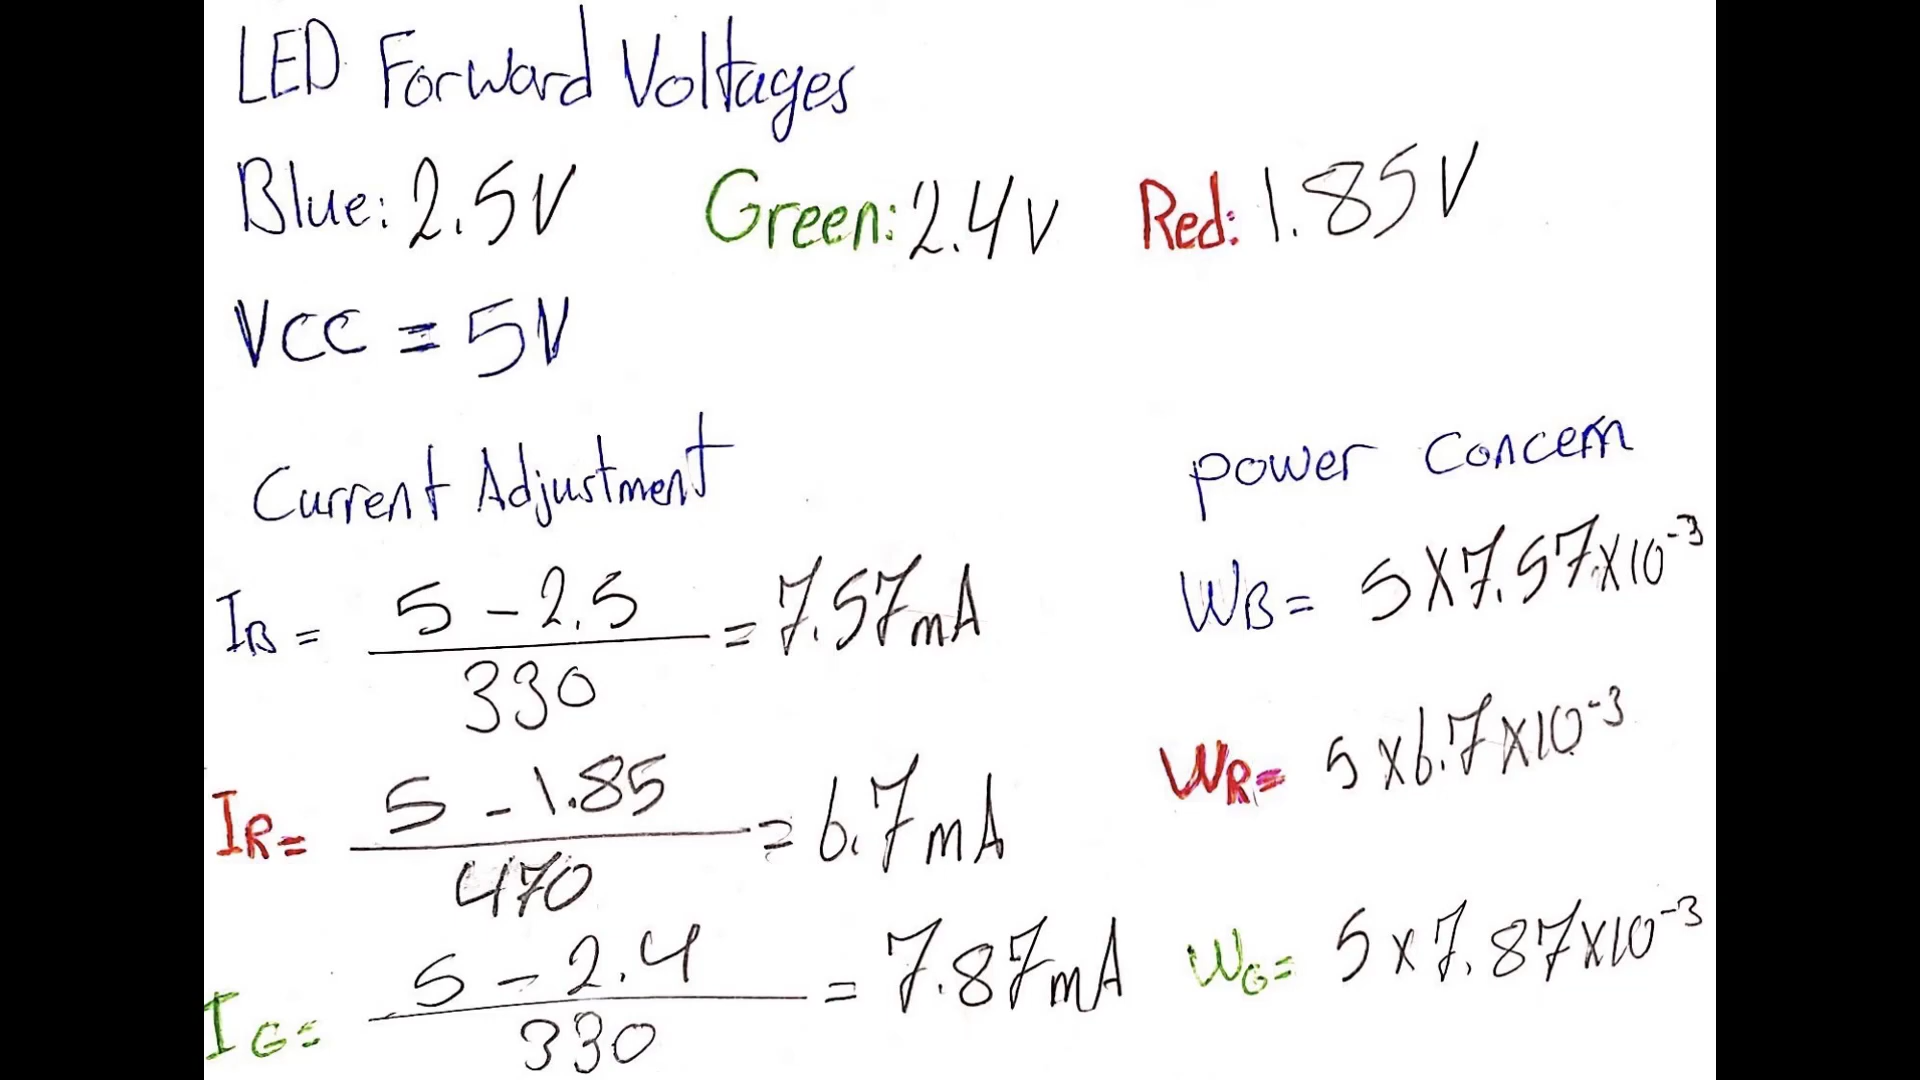 LED Forward Voltages
Blue: 2.5V Green: 2.4V Red: 1.85V
VCC = 5V
Current Adjustment
power concern
IB = 5 - 2.5 / 330 = 7.57mA
WB = 5X7.57X10^-3
IR = 5 - 1.85 / 470 = 6.7mA
WR = 5X6.7X10^-3
IG = 5 - 2.4 / 330 = 7.87mA
WG = 5X7.87X10^-3